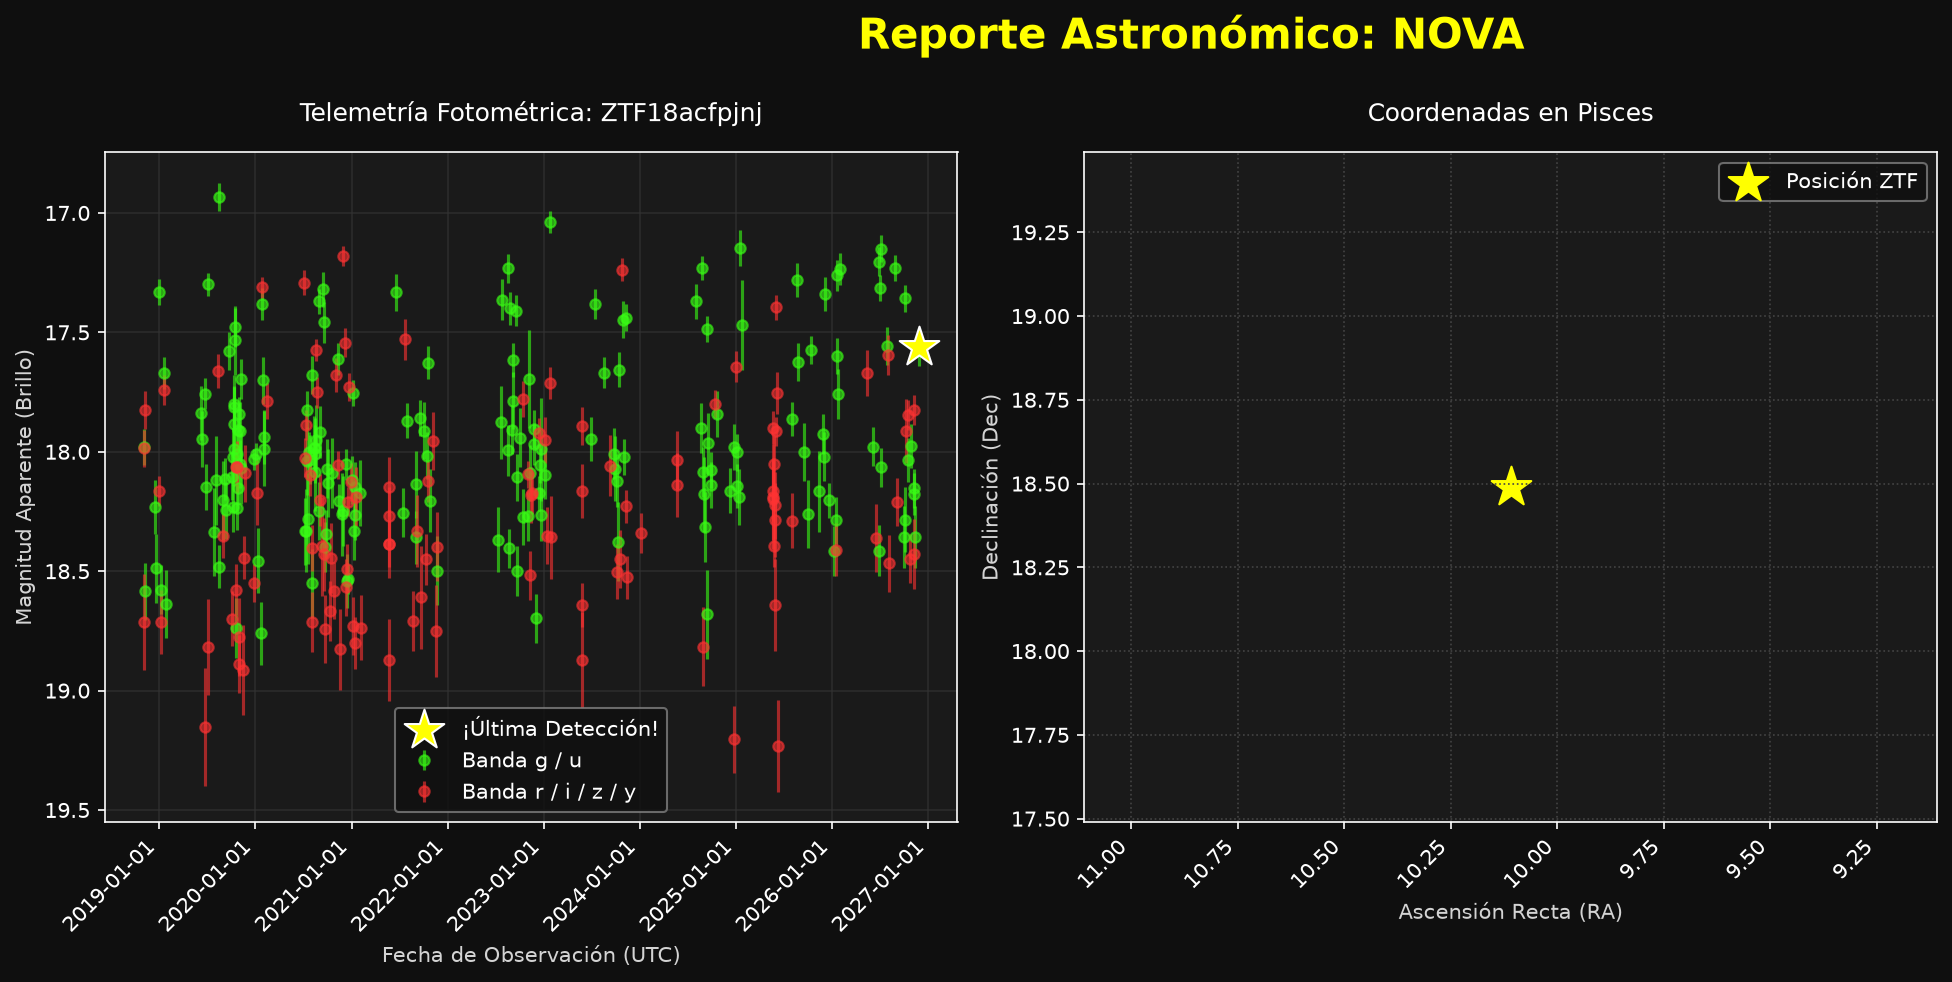 Reporte Astronómico: NOVA
Telemetría Fotométrica: ZTF18acfpjnj
Magnitud Aparente (Brillo)
17.0
17.5
18.0
18.5
19.0
19.5
¡Última Detección!
Banda g / u
Banda r / i / z / y
2019-01-01
2020-01-01
2021-01-01
2022-01-01
2023-01-01
2024-01-01
2025-01-01
2026-01-01
2027-01-01
Fecha de Observación (UTC)
Coordenadas en Pisces
Declinación (Dec)
19.25
19.00
18.75
18.50
18.25
18.00
17.75
17.50
Posición ZTF
11.00
10.75
10.50
10.25
10.00
9.75
9.50
9.25
Ascensión Recta (RA)